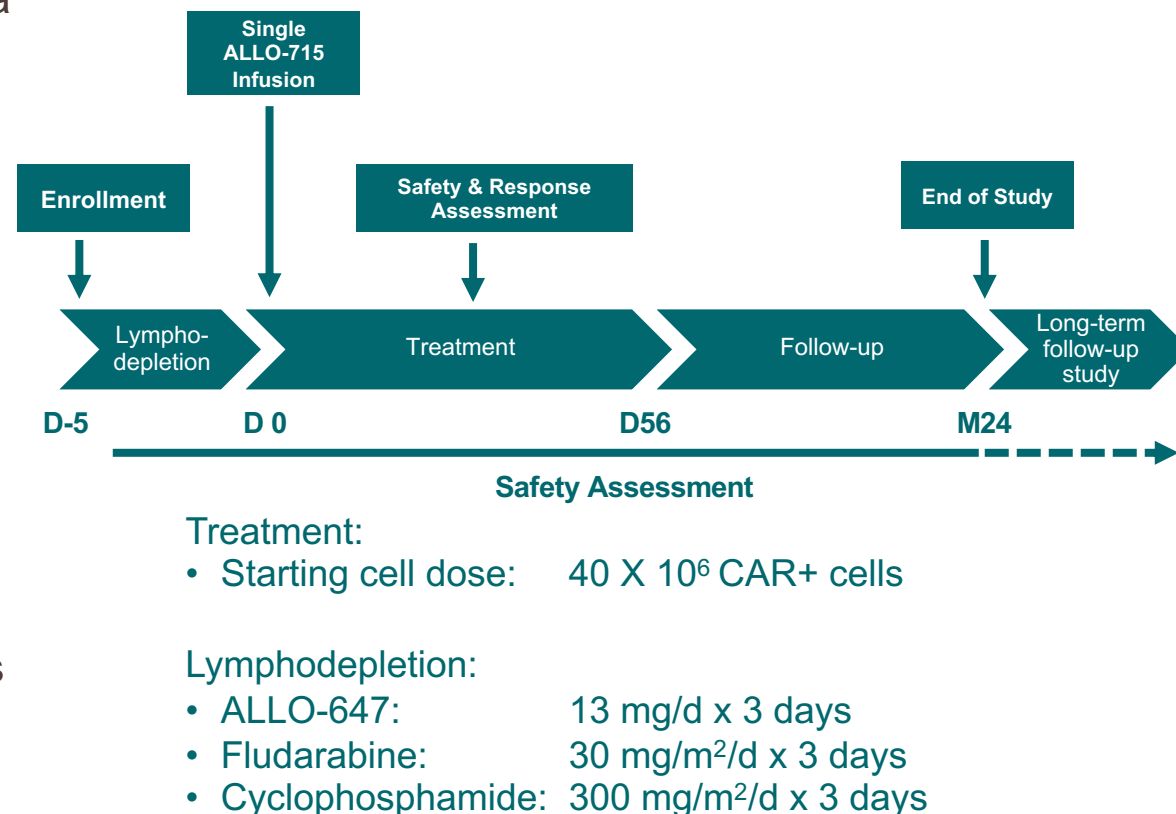 a
Single
ALLO-715
Infusion
Enrollment
Safety & Response
Assessment
End of Study
Lympho-
depletion
Treatment
Follow-up
Long-term
follow-up
study
D-5
D 0
D56
M24
Safety Assessment
Treatment:
• Starting cell dose: 40 X 10⁶ CAR+ cells
s
Lymphodepletion:
• ALLO-647: 13 mg/d x 3 days
• Fludarabine: 30 mg/m²/d x 3 days
• Cyclophosphamide: 300 mg/m²/d x 3 days